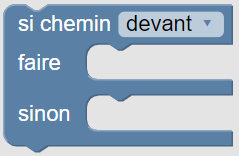 si chemin devant
faire
sinon